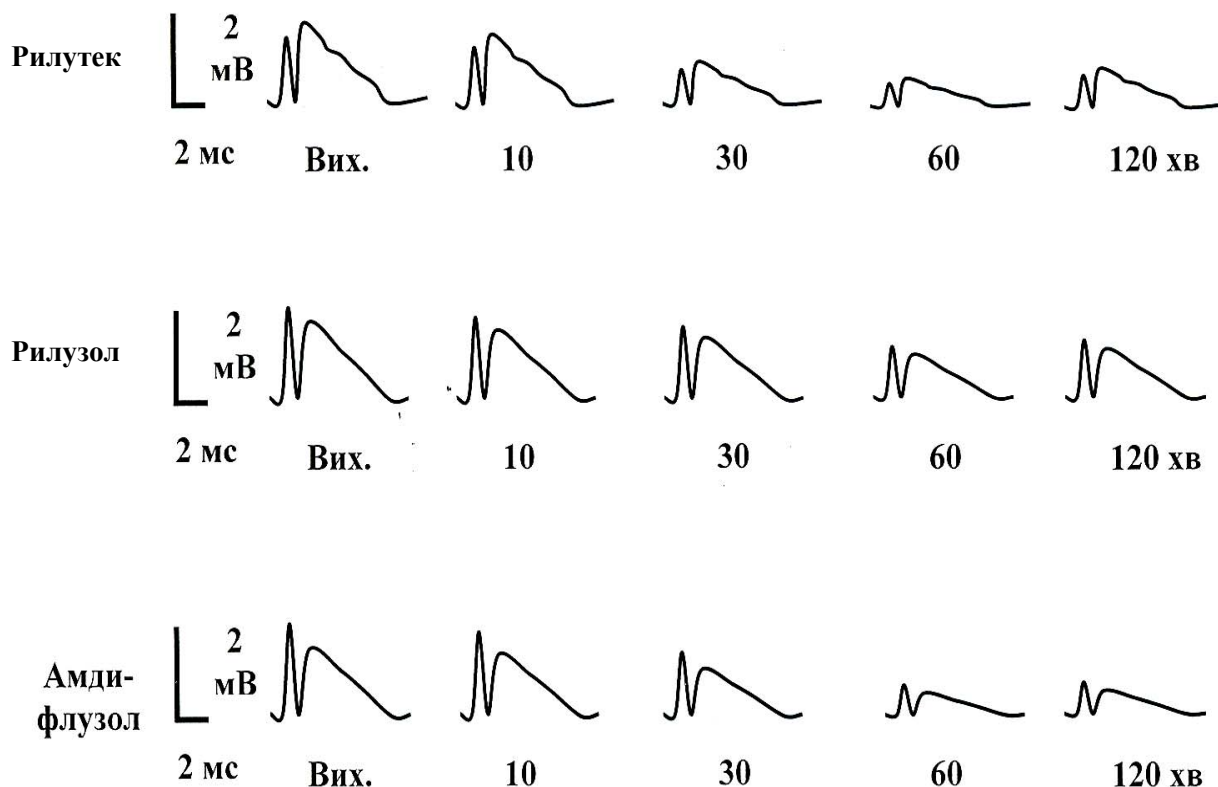 Рилутек
2
мВ
2 мс
Вих.
10
30
60
120 хв
Рилузол
2
мВ
2 мс
Вих.
10
30
60
120 хв
Амди-
флузол
2
мВ
2 мс
Вих.
10
30
60
120 хв